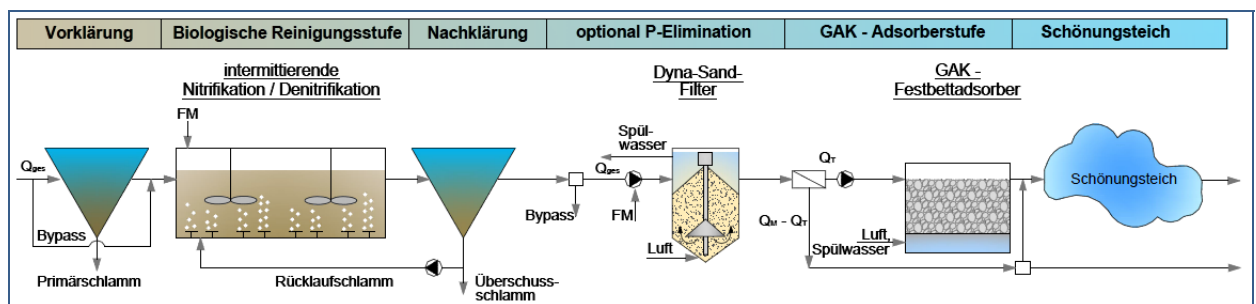 Vorklärung
Biologische Reinigungsstufe
Nachklärung
optional P-Elimination
GAK - Adsorberstufe
Schönungsteich
intermittierende
Nitrifikation / Denitrifikation
Dyna-Sand-
Filter
GAK -
Festbettadsorber
FM
Qges
Bypass
Primärschlamm
Rücklaufschlamm
Überschuss-
schlamm
Bypass
Spül-
wasser
Qges
FM
Luft
QT
QM - QT
Luft
Spülwasser
Schönungsteich